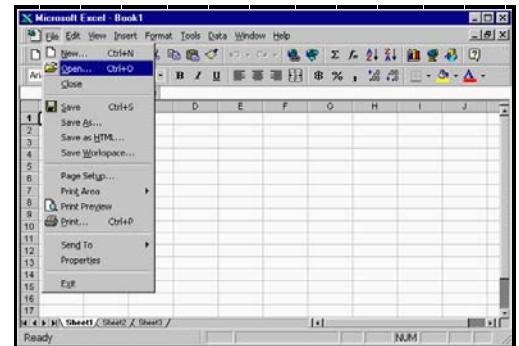 Microsoft Excel - Book1
File Edit View Insert Format Tools Data Window Help
New... Ctrl+N
Open... Ctrl+O
Close
Save Ctrl+S
Save As...
Save as HTML...
Save Workspace...
Page Setup...
Print Area
Print Preview
Print... Ctrl+P
Send To
Properties
Exit
B I U $ % ,
D E F G H I J
1
2
3
4
5
6
7
8
9
10
11
12
13
14
15
16
17
Sheet1 Sheet2 Sheet3
Ready NUM